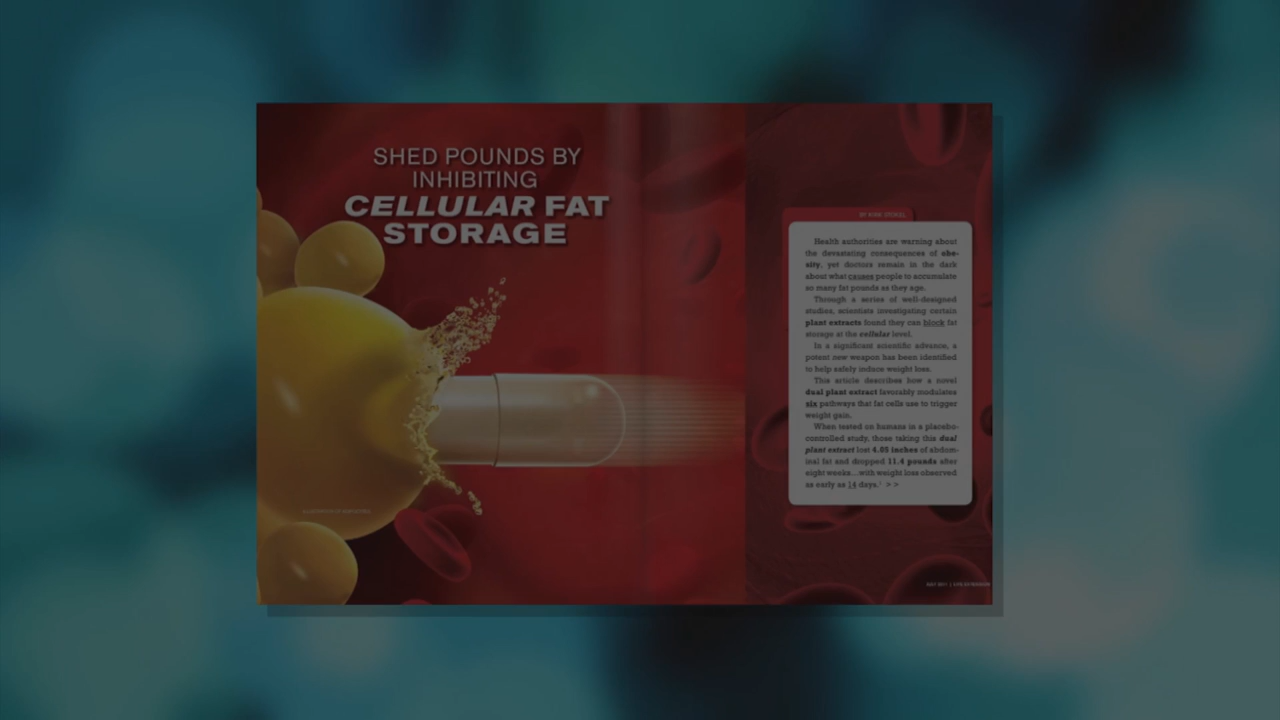 SHED POUNDS BY
INHIBITING
CELLULAR FAT
STORAGE
Health authorities are warning about
the devastating consequences of obe-
sity, yet doctors remain in the dark
about what causes people to accumulate
so many fat pounds as they age.
Through a series of well-designed
studies, scientists investigating certain
plant extracts found they can block fat
storage at the cellular level.
In a significant scientific advance, a
potent new weapon has been identified
to help safely induce weight loss.
This article describes how a novel
dual plant extract favorably modulates
six pathways that fat cells use to trigger
weight gain.
When tested on humans in a placebo-
controlled study, those taking this dual
plant extract lost 4.05 inches of abdom-
inal fat and dropped 11.4 pounds after
eight weeks...with weight loss observed
as early as 14 days.¹ > >